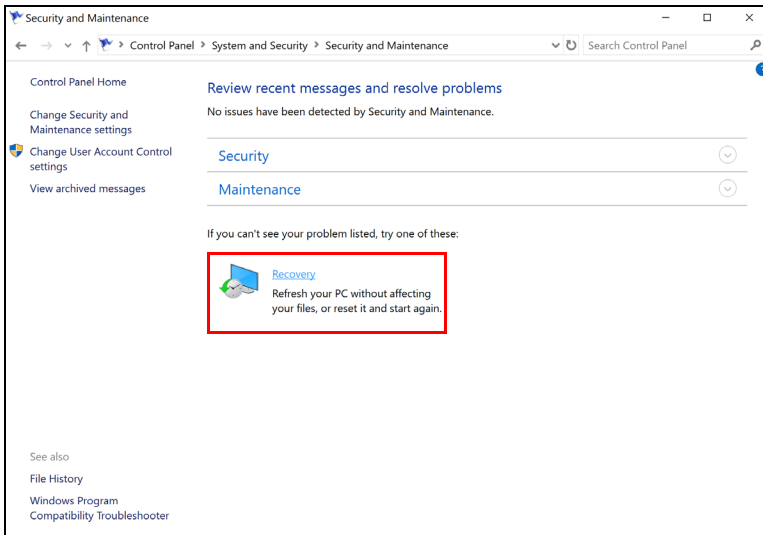 Security and Maintenance
Control Panel > System and Security > Security and Maintenance
Search Control Panel
Control Panel Home
Change Security and
Maintenance settings
Change User Account Control
settings
View archived messages
Review recent messages and resolve problems
No issues have been detected by Security and Maintenance.
Security
Maintenance
If you can't see your problem listed, try one of these:
Recovery
Refresh your PC without affecting
your files, or reset it and start again.
See also
File History
Windows Program
Compatibility Troubleshooter